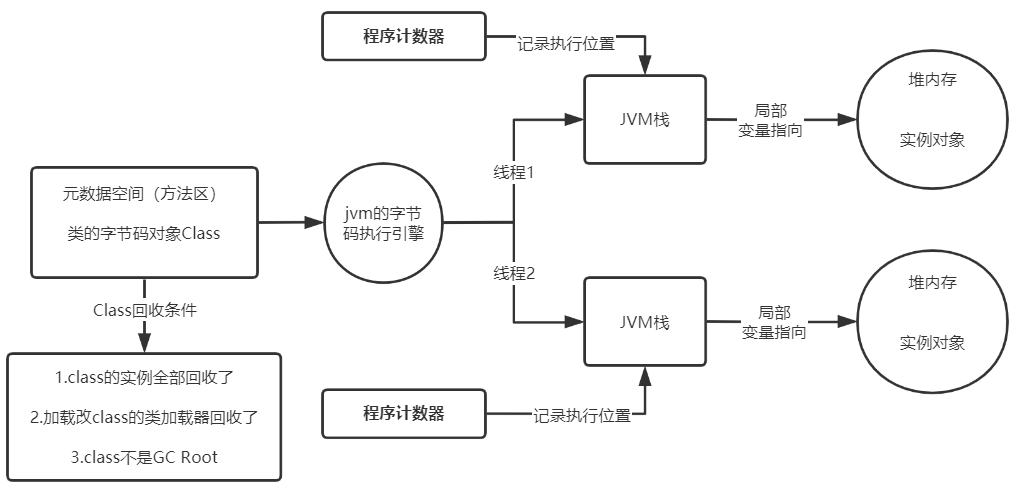 程序计数器
记录执行位置
堆内存
实例对象
JVM栈
局部
变量指向
线程1
元数据空间（方法区）
类的字节码对象Class
jvm的字节
码执行引擎
线程2
Class回收条件
JVM栈
局部
变量指向
堆内存
实例对象
1.class的实例全部回收了
2.加载改class的类加载器回收了
3.class不是GC Root
程序计数器
记录执行位置